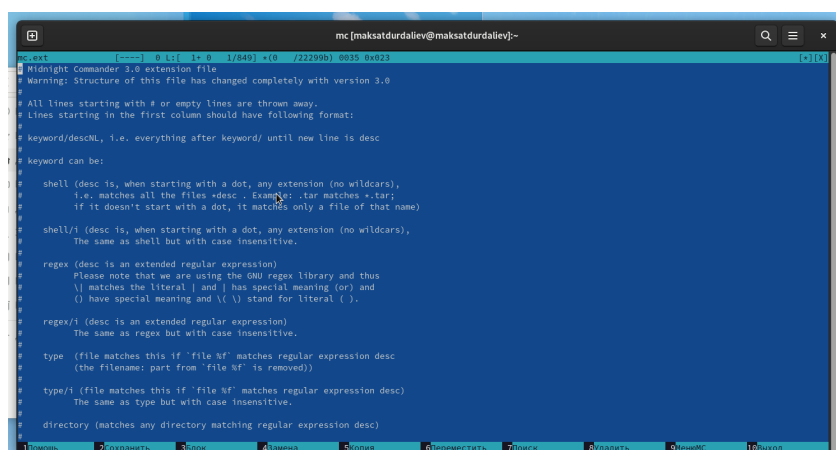 mc [maksatdurdaliev@maksatdurdaliev]:~
mc.ext [----] 0 L:[ 1+ 0 1/849] *(0 /22299b) 0035 0x023 [*][X]
# Midnight Commander 3.0 extension file
# Warning: Structure of this file has changed completely with version 3.0
#
# All lines starting with # or empty lines are thrown away.
# Lines starting in the first column should have following format:
#
# keyword/descNL, i.e. everything after keyword/ until new line is desc
#
# keyword can be:
#
# shell (desc is, when starting with a dot, any extension (no wildcars),
# i.e. matches all the files *desc . Example: .tar matches *.tar;
# if it doesn't start with a dot, it matches only a file of that name)
#
# shell/i (desc is, when starting with a dot, any extension (no wildcars),
# The same as shell but with case insensitive.
#
# regex (desc is an extended regular expression)
# Please note that we are using the GNU regex library and thus
# \| matches the literal | and | has special meaning (or) and
# () have special meaning and \( \) stand for literal ( ).
#
# regex/i (desc is an extended regular expression)
# The same as regex but with case insensitive.
#
# type (file matches this if `file %f` matches regular expression desc
# (the filename: part from `file %f` is removed))
#
# type/i (file matches this if `file %f` matches regular expression desc)
# The same as type but with case insensitive.
#
# directory (matches any directory matching regular expression desc)
#
1Помощь 2Сохранить 3Блок 4Замена 5Копия 6Переместить 7Поиск 8Удалить 9МенюMC 10Выход